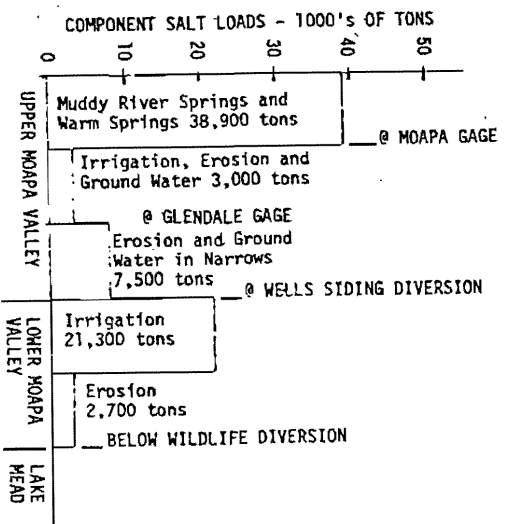 COMPONENT SALT LOADS - 1000's OF TONS
0 10 20 30 40 50
UPPER MOAPA VALLEY
Muddy River Springs and
Warm Springs 38,900 tons
@ MOAPA GAGE
Irrigation, Erosion and
Ground Water 3,000 tons
@ GLENDALE GAGE
Erosion and Ground
Water in Narrows
7,500 tons
@ WELLS SIDING DIVERSION
LOWER MOAPA
VALLEY
Irrigation
21,300 tons
Erosion
2,700 tons
BELOW WILDLIFE DIVERSION
LAKE
MEAD